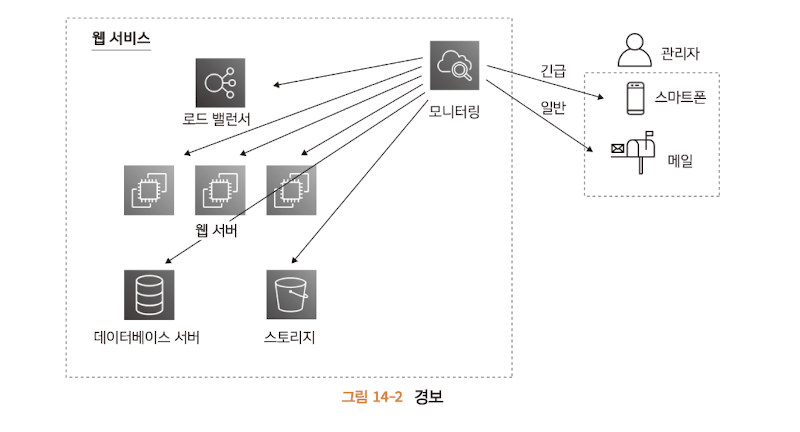 웹 서비스
관리자
긴급
스마트폰
모니터링
일반
로드 밸런서
메일
웹 서버
데이터베이스 서버
스토리지
그림 14-2 경보